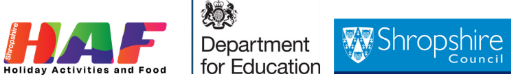 Shropshire
HAF
Holiday Activities and Food
Department
for Education
Shropshire
Council